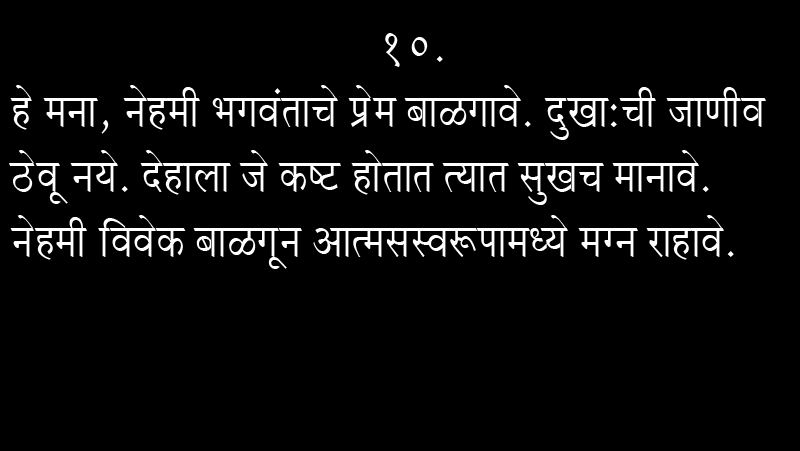 १०.
हे मना, नेहमी भगवंताचे प्रेम बाळगावे. दुखा:ची जाणीव
ठेवू नये. देहाला जे कष्ट होतात त्यात सुखच मानावे.
नेहमी विवेक बाळगून आत्मसस्वरूपामध्ये मग्न राहावे.